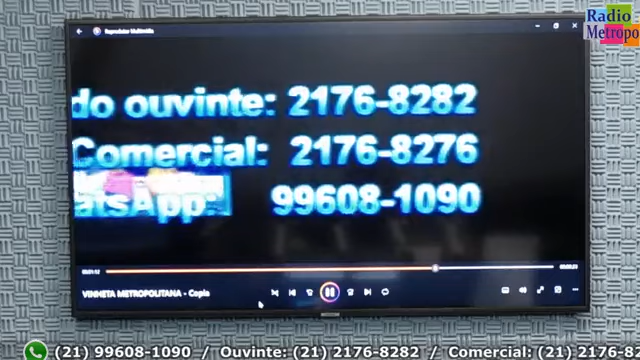 Radio
Metropo
Reprodutor Multimídia
do ouvinte: 2176-8282
Comercial: 2176-8276
atsApp: 99608-1090
VINHETA METROPOLITANA - Copia
(21) 99608-1090 / Ouvinte: (21) 2176-8282 / Comercial: (21) 2176-8